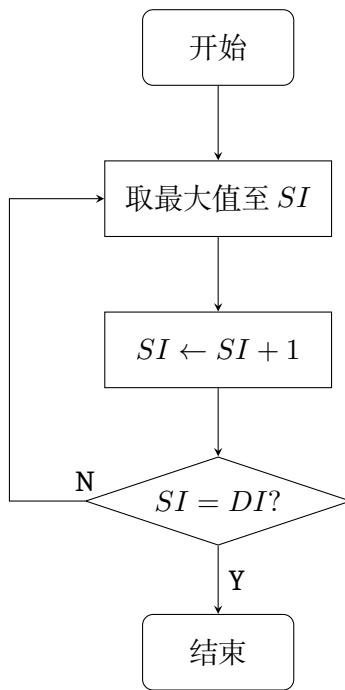 开始
取最大值至 SI
SI ← SI + 1
N
SI = DI?
Y
结束